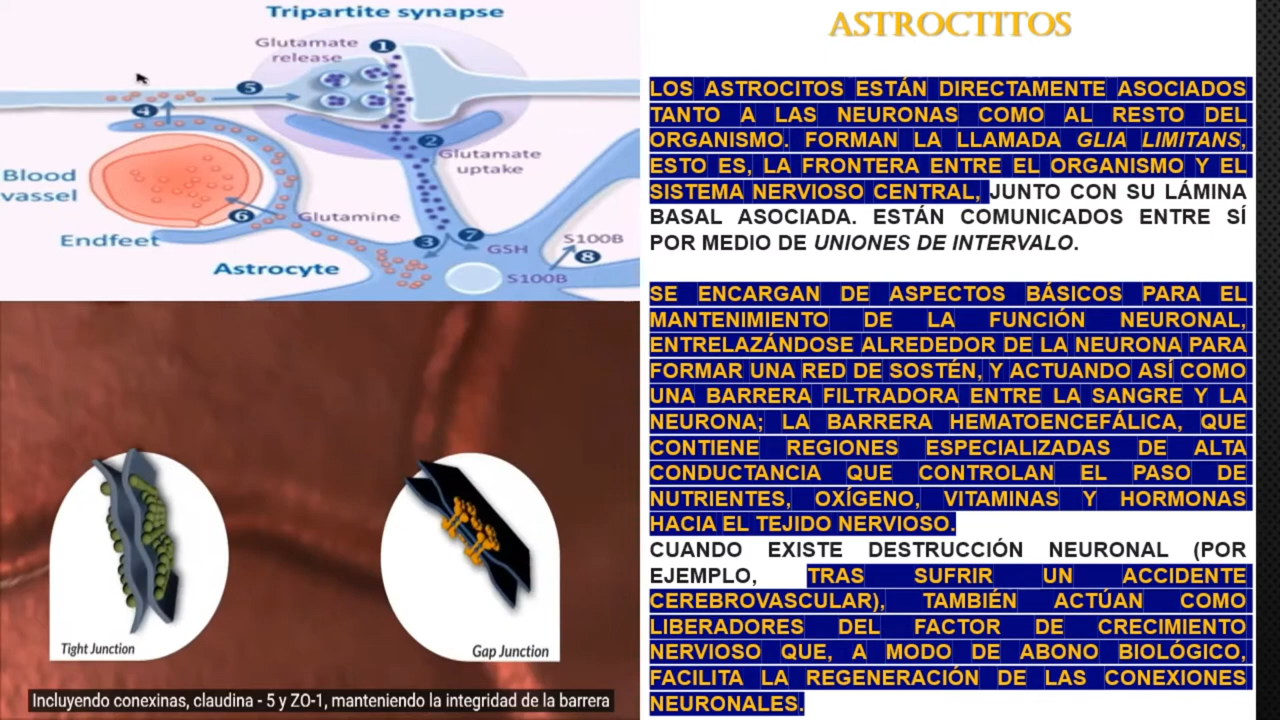 Tripartite synapse
Glutamate
release
1
5
4
2
Glutamate
uptake
Blood
vessel
6
Glutamine
Endfeet
3
7
GSH
S100B
8
Astrocyte
S100B
Tight Junction
Gap Junction
Incluyendo conexinas, claudina - 5 y ZO-1, manteniendo la integridad de la barrera
ASTROCTITOS
LOS ASTROCITOS ESTÁN DIRECTAMENTE ASOCIADOS
TANTO A LAS NEURONAS COMO AL RESTO DEL
ORGANISMO. FORMAN LA LLAMADA GLIA LIMITANS,
ESTO ES, LA FRONTERA ENTRE EL ORGANISMO Y EL
SISTEMA NERVIOSO CENTRAL, JUNTO CON SU LÁMINA
BASAL ASOCIADA. ESTÁN COMUNICADOS ENTRE SÍ
POR MEDIO DE UNIONES DE INTERVALO.
SE ENCARGAN DE ASPECTOS BÁSICOS PARA EL
MANTENIMIENTO DE LA FUNCIÓN NEURONAL,
ENTRELAZÁNDOSE ALREDEDOR DE LA NEURONA PARA
FORMAR UNA RED DE SOSTÉN, Y ACTUANDO ASÍ COMO
UNA BARRERA FILTRADORA ENTRE LA SANGRE Y LA
NEURONA; LA BARRERA HEMATOENCEFÁLICA, QUE
CONTIENE REGIONES ESPECIALIZADAS DE ALTA
CONDUCTANCIA QUE CONTROLAN EL PASO DE
NUTRIENTES, OXÍGENO, VITAMINAS Y HORMONAS
HACIA EL TEJIDO NERVIOSO.
CUANDO EXISTE DESTRUCCIÓN NEURONAL (POR
EJEMPLO, TRAS SUFRIR UN ACCIDENTE
CEREBROVASCULAR), TAMBIÉN ACTÚAN COMO
LIBERADORES DEL FACTOR DE CRECIMIENTO
NERVIOSO QUE, A MODO DE ABONO BIOLÓGICO,
FACILITA LA REGENERACIÓN DE LAS CONEXIONES
NEURONALES.